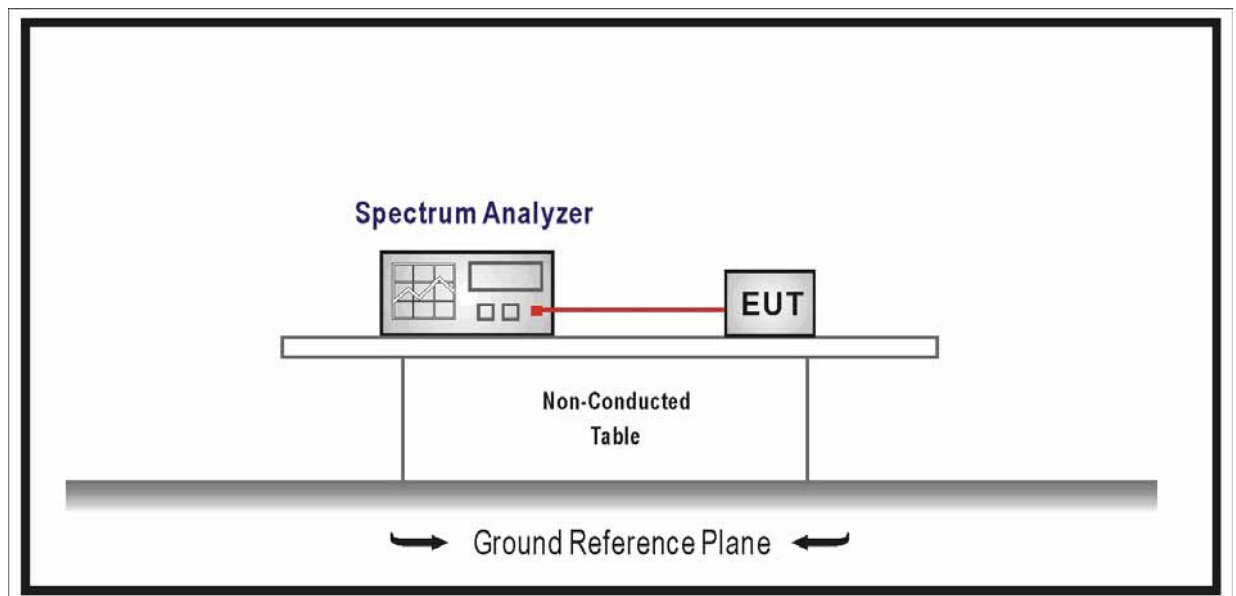 Spectrum Analyzer
EUT
Non-Conducted
Table
Ground Reference Plane